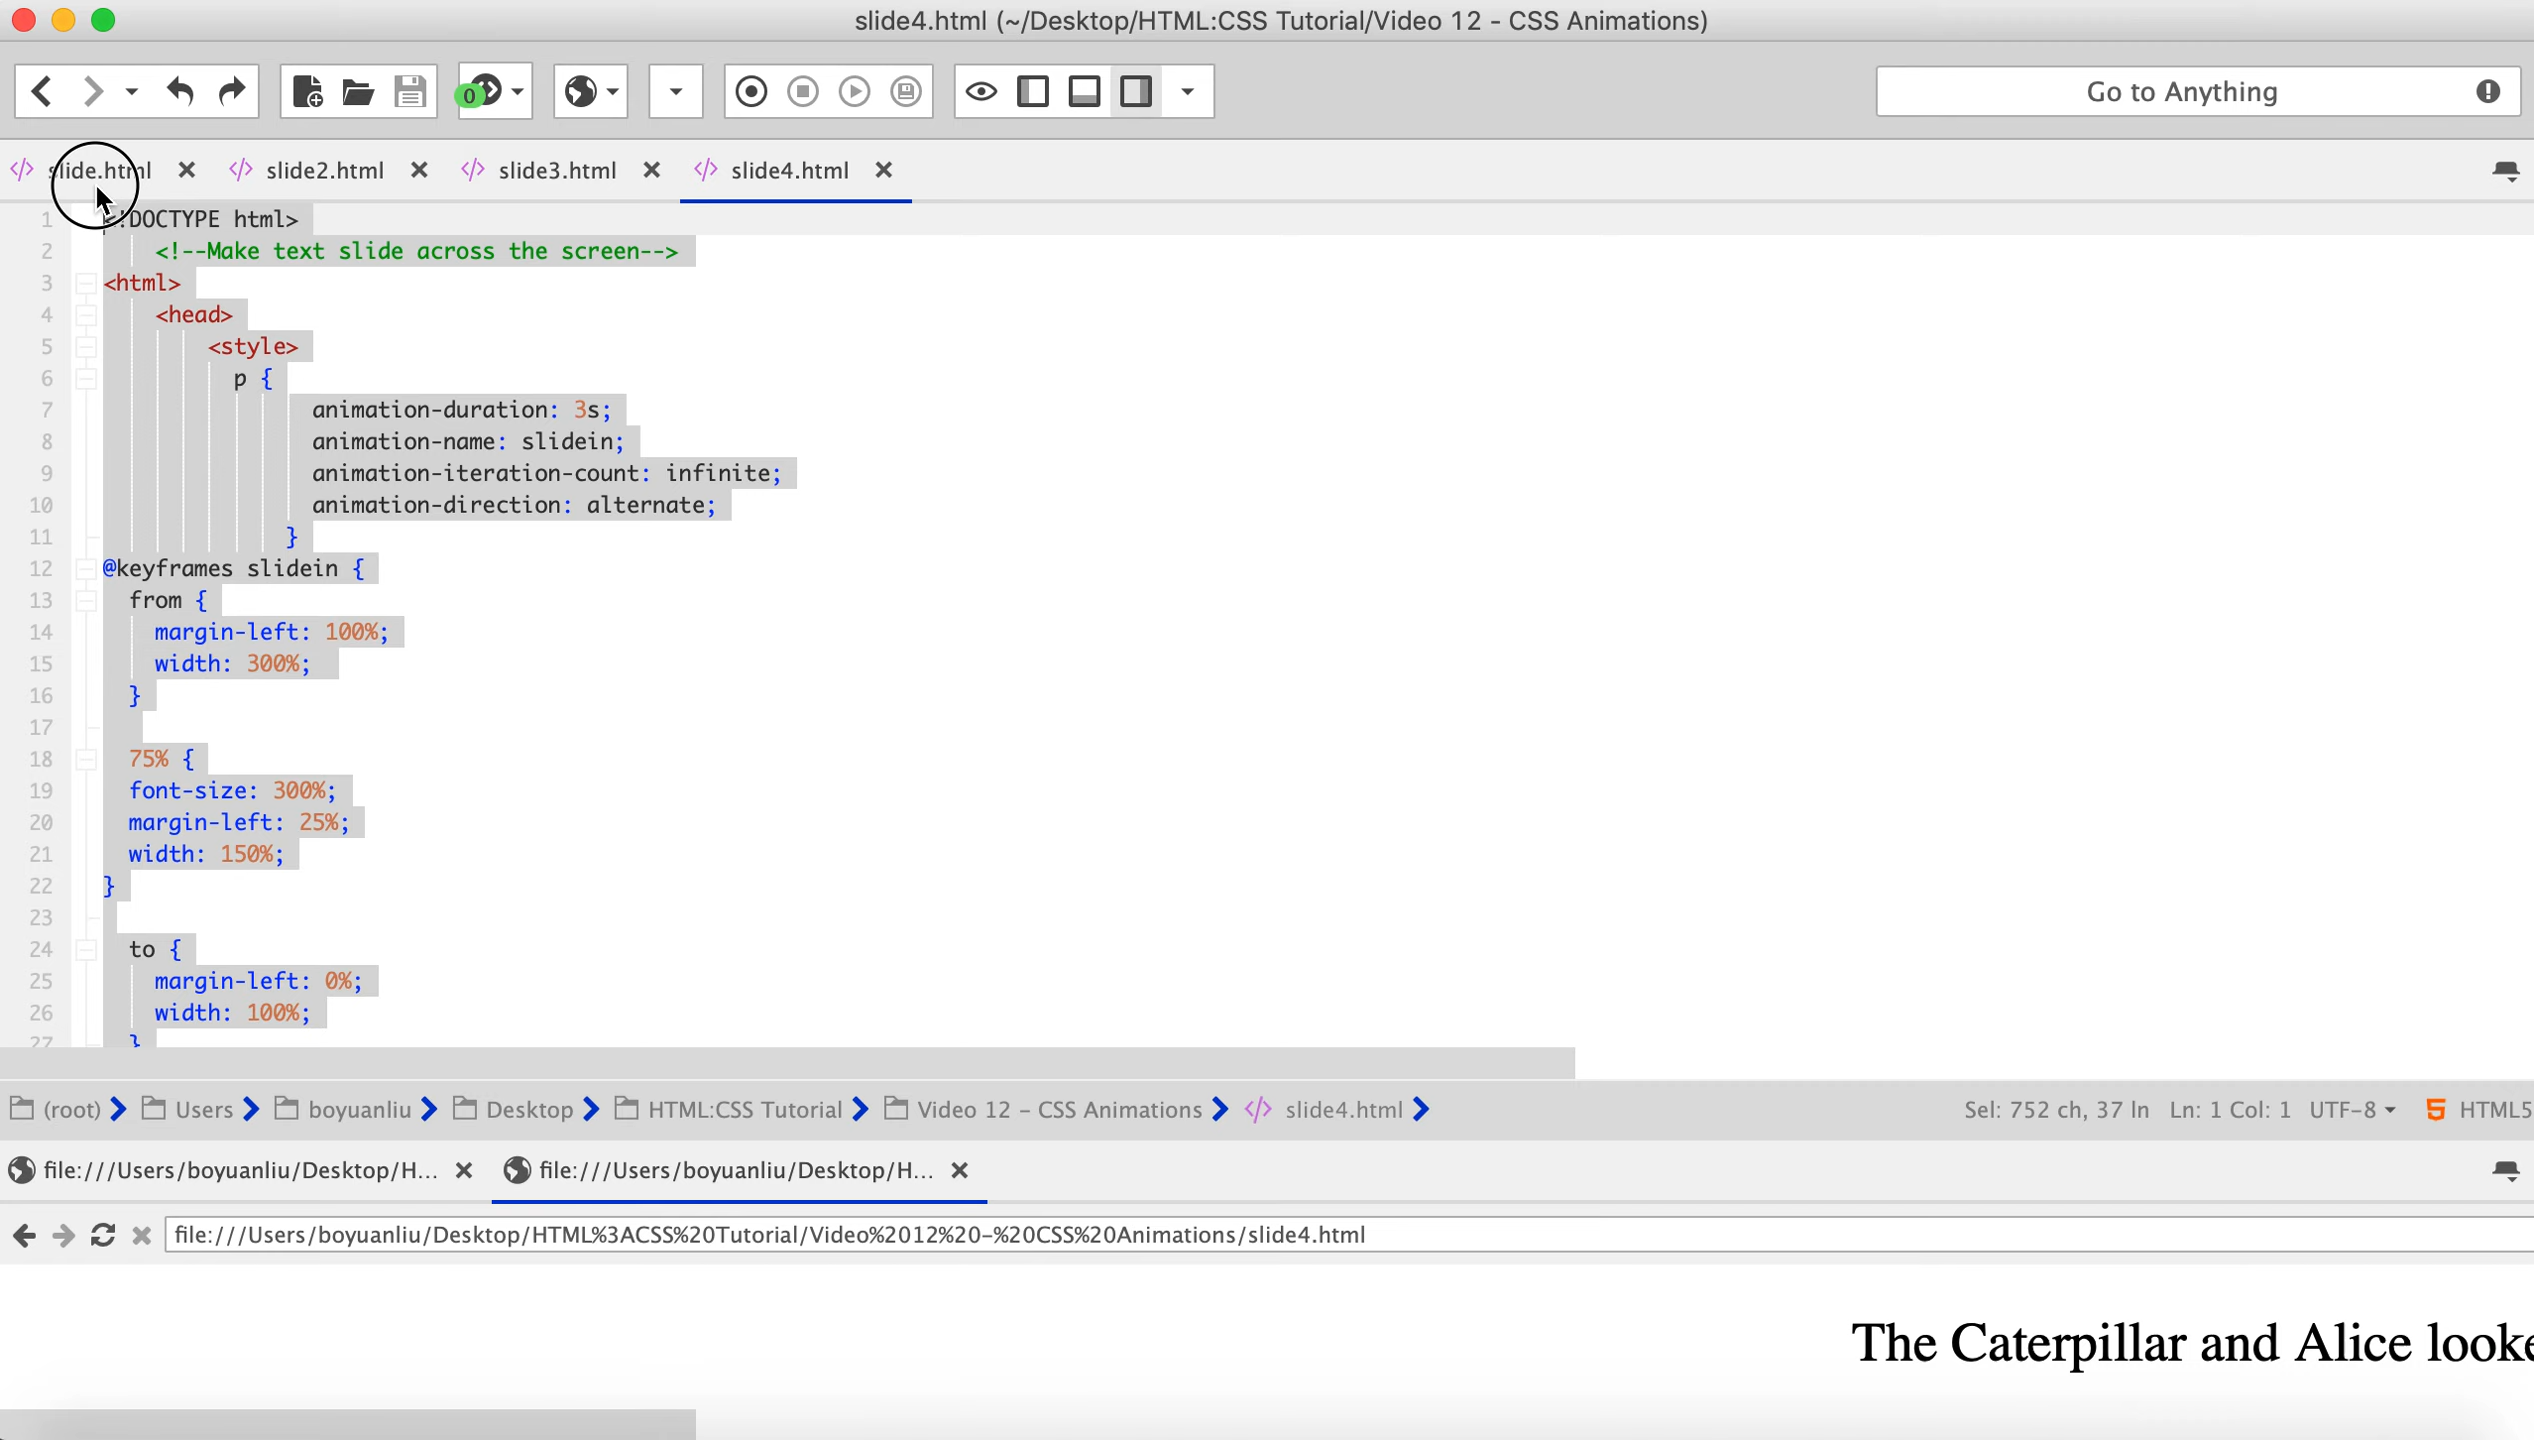 slide4.html (~/Desktop/HTML:CSS Tutorial/Video 12 - CSS Animations)
0
Go to Anything
slide.html
slide2.html
slide3.html
slide4.html
1 <!DOCTYPE html>
2 <!--Make text slide across the screen-->
3 <html>
4 <head>
5 <style>
6 p {
7 animation-duration: 3s;
8 animation-name: slidein;
9 animation-iteration-count: infinite;
10 animation-direction: alternate;
11 }
12 @keyframes slidein {
13 from {
14 margin-left: 100%;
15 width: 300%;
16 }
17
18 75% {
19 font-size: 300%;
20 margin-left: 25%;
21 width: 150%;
22 }
23
24 to {
25 margin-left: 0%;
26 width: 100%;
27 }
(root) Users boyuanliu Desktop HTML:CSS Tutorial Video 12 - CSS Animations slide4.html Sel: 752 ch, 37 ln Ln: 1 Col: 1 UTF-8 HTML5
file:///Users/boyuanliu/Desktop/H...
file:///Users/boyuanliu/Desktop/H...
file:///Users/boyuanliu/Desktop/HTML%3ACSS%20Tutorial/Video%2012%20-%20CSS%20Animations/slide4.html
The Caterpillar and Alice looke